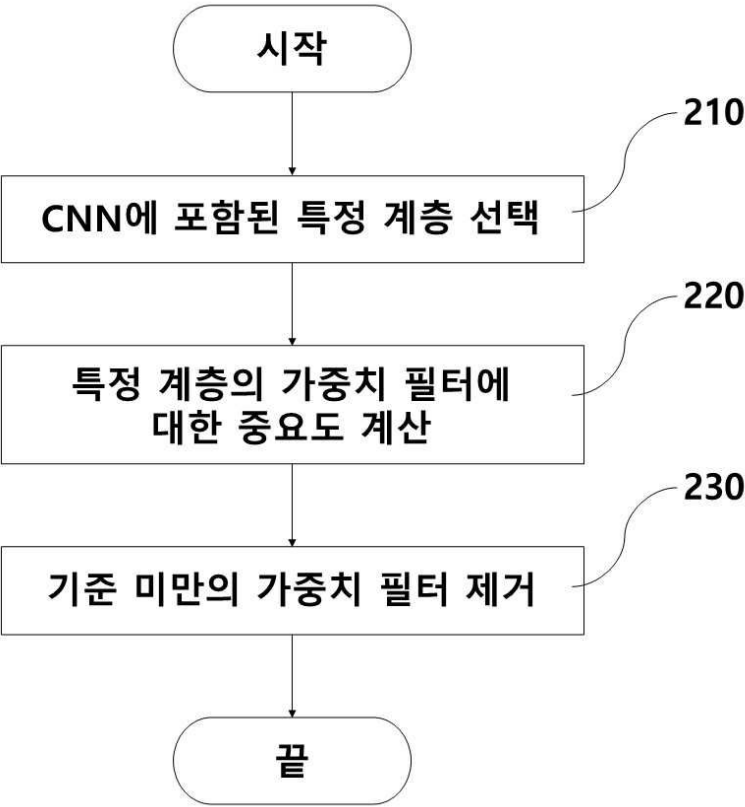 시작
210
CNN에 포함된 특정 계층 선택
220
특정 계층의 가중치 필터에
대한 중요도 계산
230
기준 미만의 가중치 필터 제거
끝